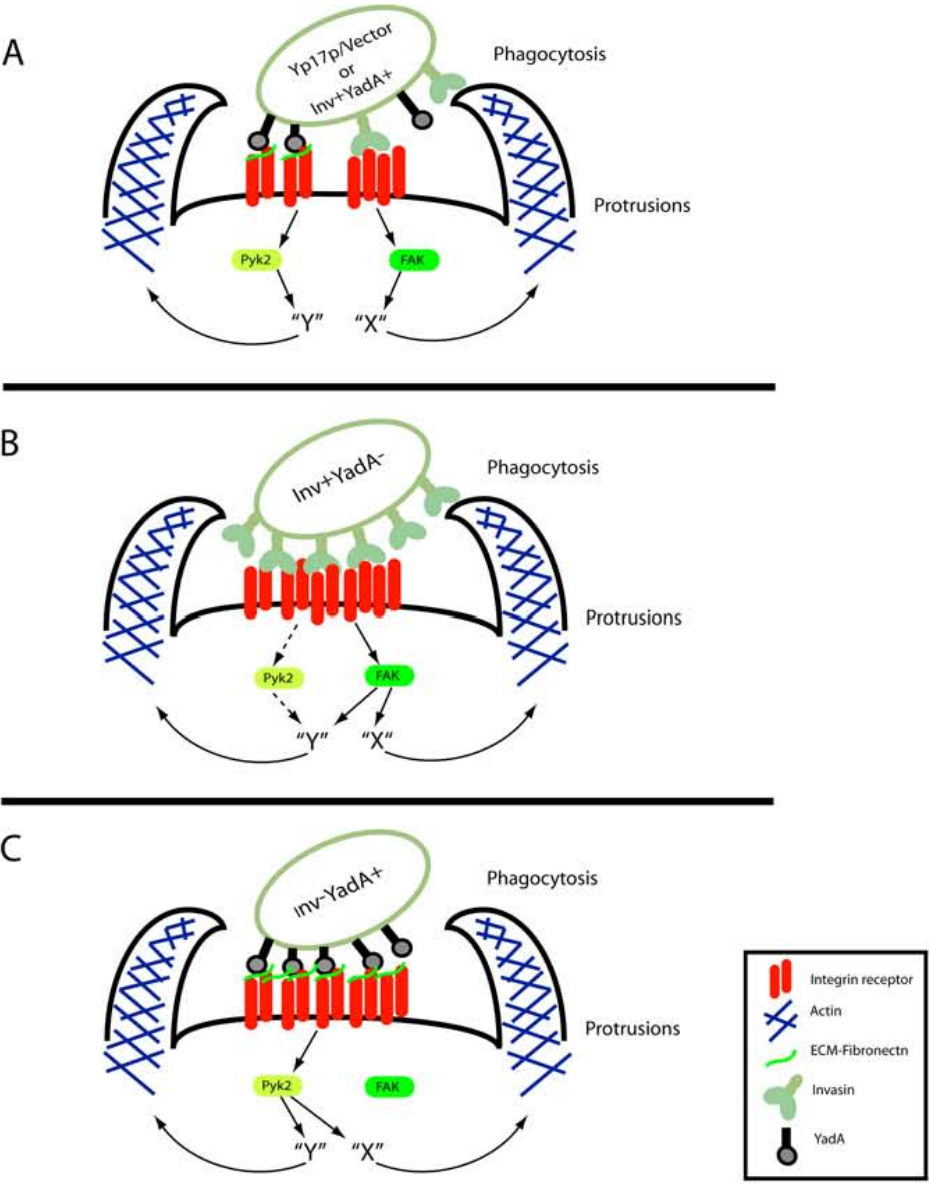 A
Yp17p/Vector
or
Inv+YadA+
Phagocytosis
Protrusions
Pyk2
FAK
“Y”
“X“
B
Inv+YadA-
Phagocytosis
Protrusions
Pyk2
FAK
“Y”
“X“
C
Inv-YadA+
Phagocytosis
Protrusions
Pyk2
FAK
“Y”
“X”
Integrin receptor
Actin
ECM-Fibronectn
Invasin
YadA